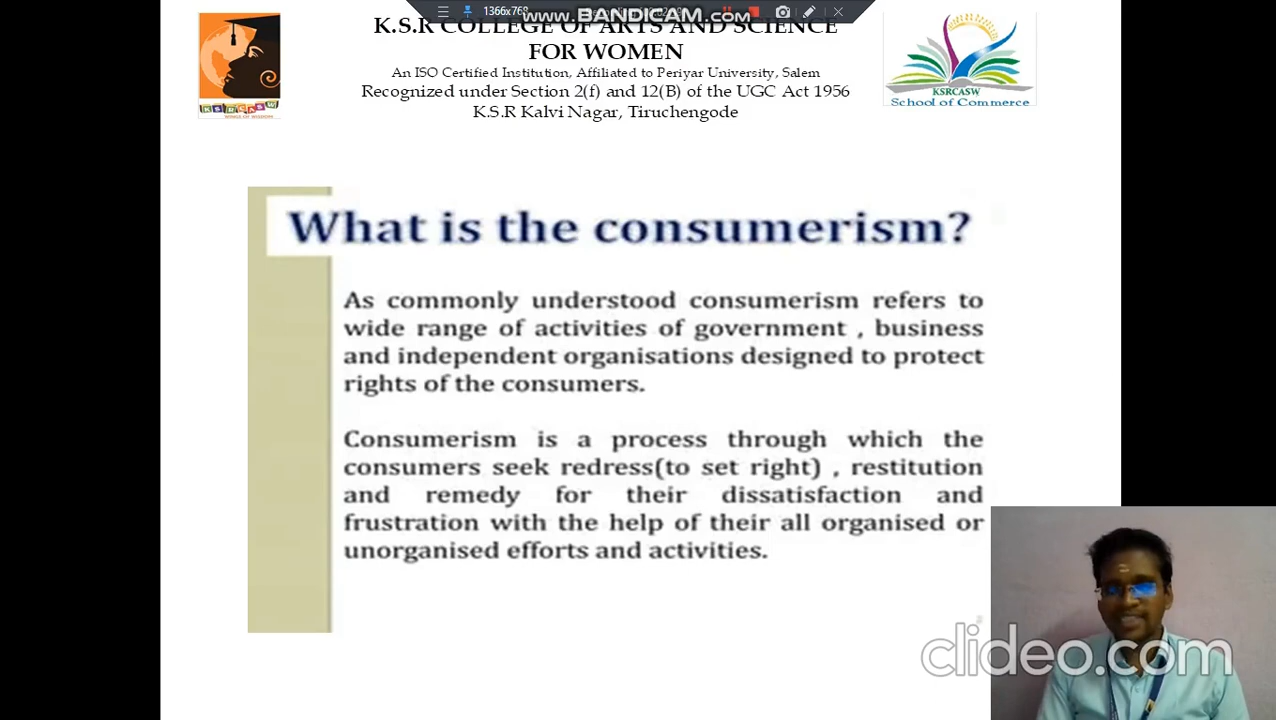 1366x768
www.BANDICAM.com
K.S.R COLLEGE OF ARTS AND SCIENCE
FOR WOMEN
An ISO Certified Institution, Affiliated to Periyar University, Salem
Recognized under Section 2(f) and 12(B) of the UGC Act 1956
K.S.R Kalvi Nagar, Tiruchengode
KSRCASW
WINGS OF WISDOM
KSRCASW
School of Commerce
What is the consumerism?
As commonly understood consumerism refers to
wide range of activities of government , business
and independent organisations designed to protect
rights of the consumers.
Consumerism is a process through which the
consumers seek redress(to set right) , restitution
and remedy for their dissatisfaction and
frustration with the help of their all organised or
unorganised efforts and activities.
clideo.com